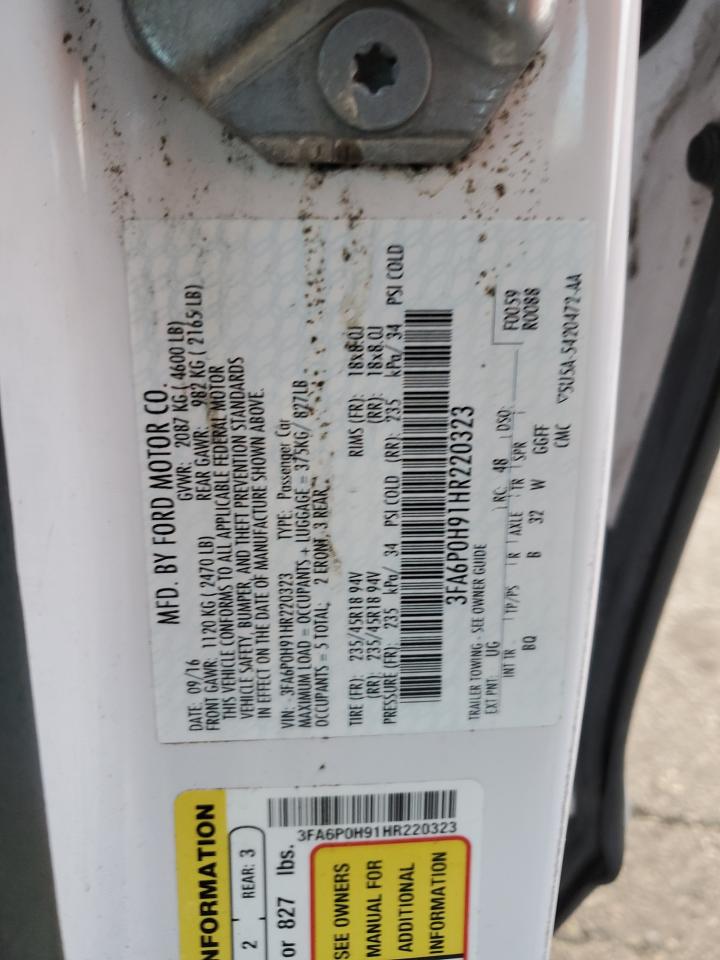 MFD. BY FORD MOTOR CO.
DATE: 09/16 GVWR: 2087 KG ( 4600 LB)
FRONT GAWR: 1120 KG ( 2470 LB) REAR GAWR: 982 KG ( 2165 LB)
THIS VEHICLE CONFORMS TO ALL APPLICABLE FEDERAL MOTOR
VEHICLE SAFETY, BUMPER, AND THEFT PREVENTION STANDARDS
IN EFFECT ON THE DATE OF MANUFACTURE SHOWN ABOVE.
VIN: 3FA6P0H91HR220323 TYPE: Passenger Car
MAXIMUM LOAD = OCCUPANTS + LUGGAGE = 375KG/ 827LB
OCCUPANTS = 5 TOTAL; 2 FRONT, 3 REAR
TIRE (FR): 235/45R18 94V RIMS (FR): 18x8.0J
(RR): 235/45R18 94V (RR): 18x8.0J
PRESSURE (FR): 235 kPa/ 34 PSI COLD (RR): 235 kPa/ 34 PSI COLD
3FA6P0H91HR220323
TRAILER TOWING - SEE OWNER GUIDE
EXT PNT: UG RC: 48 DSO: F0059
R0088
INT TR TP/PS R AXLE TR SPR
BQ B 32 W GGFF
CMC
▽5U5A-5420472-AA
3FA6P0H91HR220323
NFORMATION
2 REAR: 3
or 827 lbs.
SEE OWNERS
MANUAL FOR
ADDITIONAL
INFORMATION